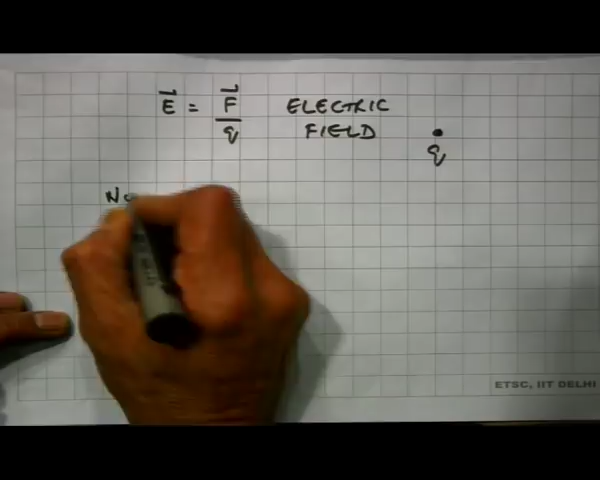 E⃗ = F⃗ / q ELECTRIC
FIELD
q
ETSC, IIT DELHI